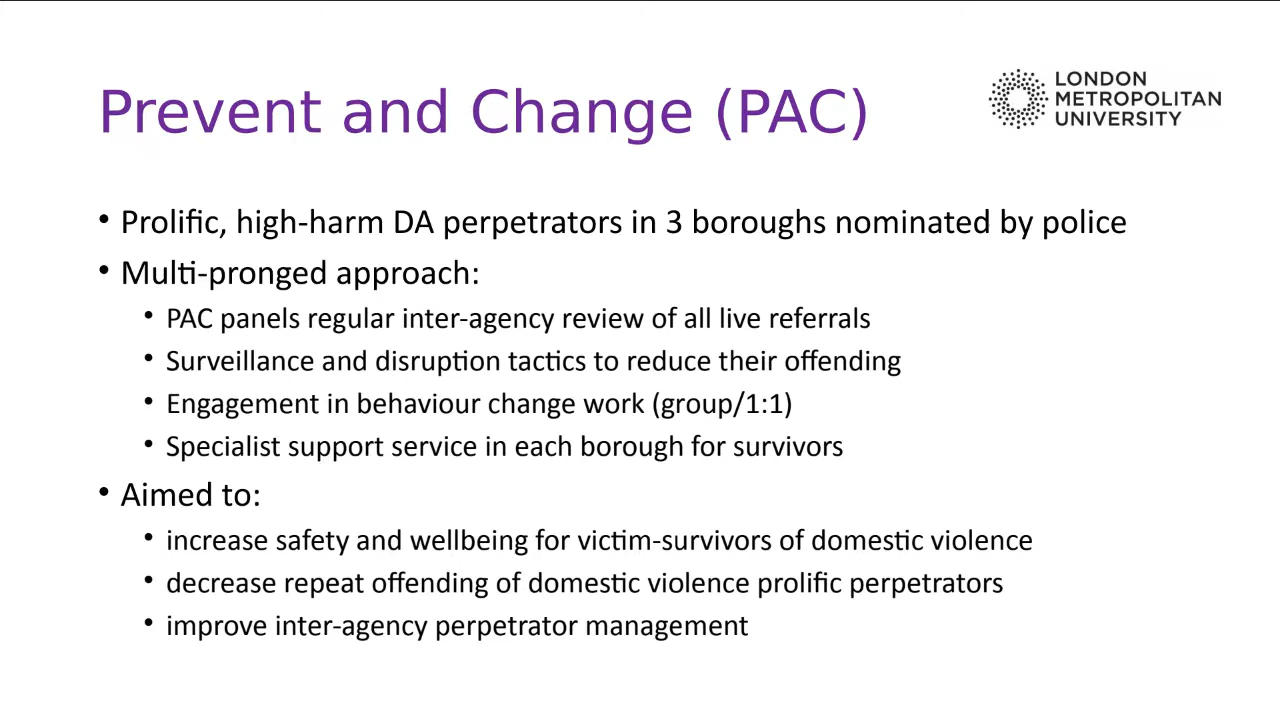 Prevent and Change (PAC)
LONDON
METROPOLITAN
UNIVERSITY
• Prolific, high-harm DA perpetrators in 3 boroughs nominated by police
• Multi-pronged approach:
• PAC panels regular inter-agency review of all live referrals
• Surveillance and disruption tactics to reduce their offending
• Engagement in behaviour change work (group/1:1)
• Specialist support service in each borough for survivors
• Aimed to:
• increase safety and wellbeing for victim-survivors of domestic violence
• decrease repeat offending of domestic violence prolific perpetrators
• improve inter-agency perpetrator management